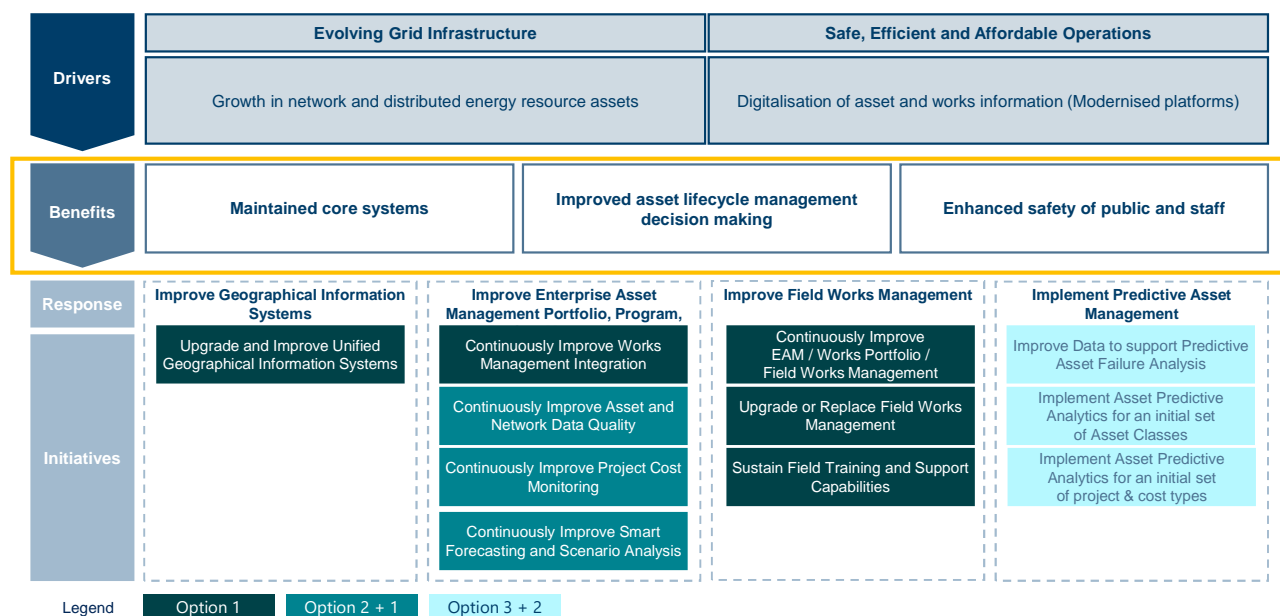 Drivers
Evolving Grid Infrastructure
Safe, Efficient and Affordable Operations
Growth in network and distributed energy resource assets
Digitalisation of asset and works information (Modernised platforms)
Benefits
Maintained core systems
Improved asset lifecycle management
decision making
Enhanced safety of public and staff
Response
Improve Geographical Information
Systems
Improve Enterprise Asset
Management Portfolio, Program,
Improve Field Works Management
Implement Predictive Asset
Management
Initiatives
Upgrade and Improve Unified
Geographical Information Systems
Continuously Improve Works
Management Integration
Continuously Improve Asset and
Network Data Quality
Continuously Improve Project Cost
Monitoring
Continuously Improve Smart
Forecasting and Scenario Analysis
Continuously Improve
EAM / Works Portfolio /
Field Works Management
Upgrade or Replace Field Works
Management
Sustain Field Training and Support
Capabilities
Improve Data to support Predictive
Asset Failure Analysis
Implement Asset Predictive
Analytics for an initial set
of Asset Classes
Implement Asset Predictive
Analytics for an initial set
of project & cost types
Legend
Option 1
Option 2 + 1
Option 3 + 2